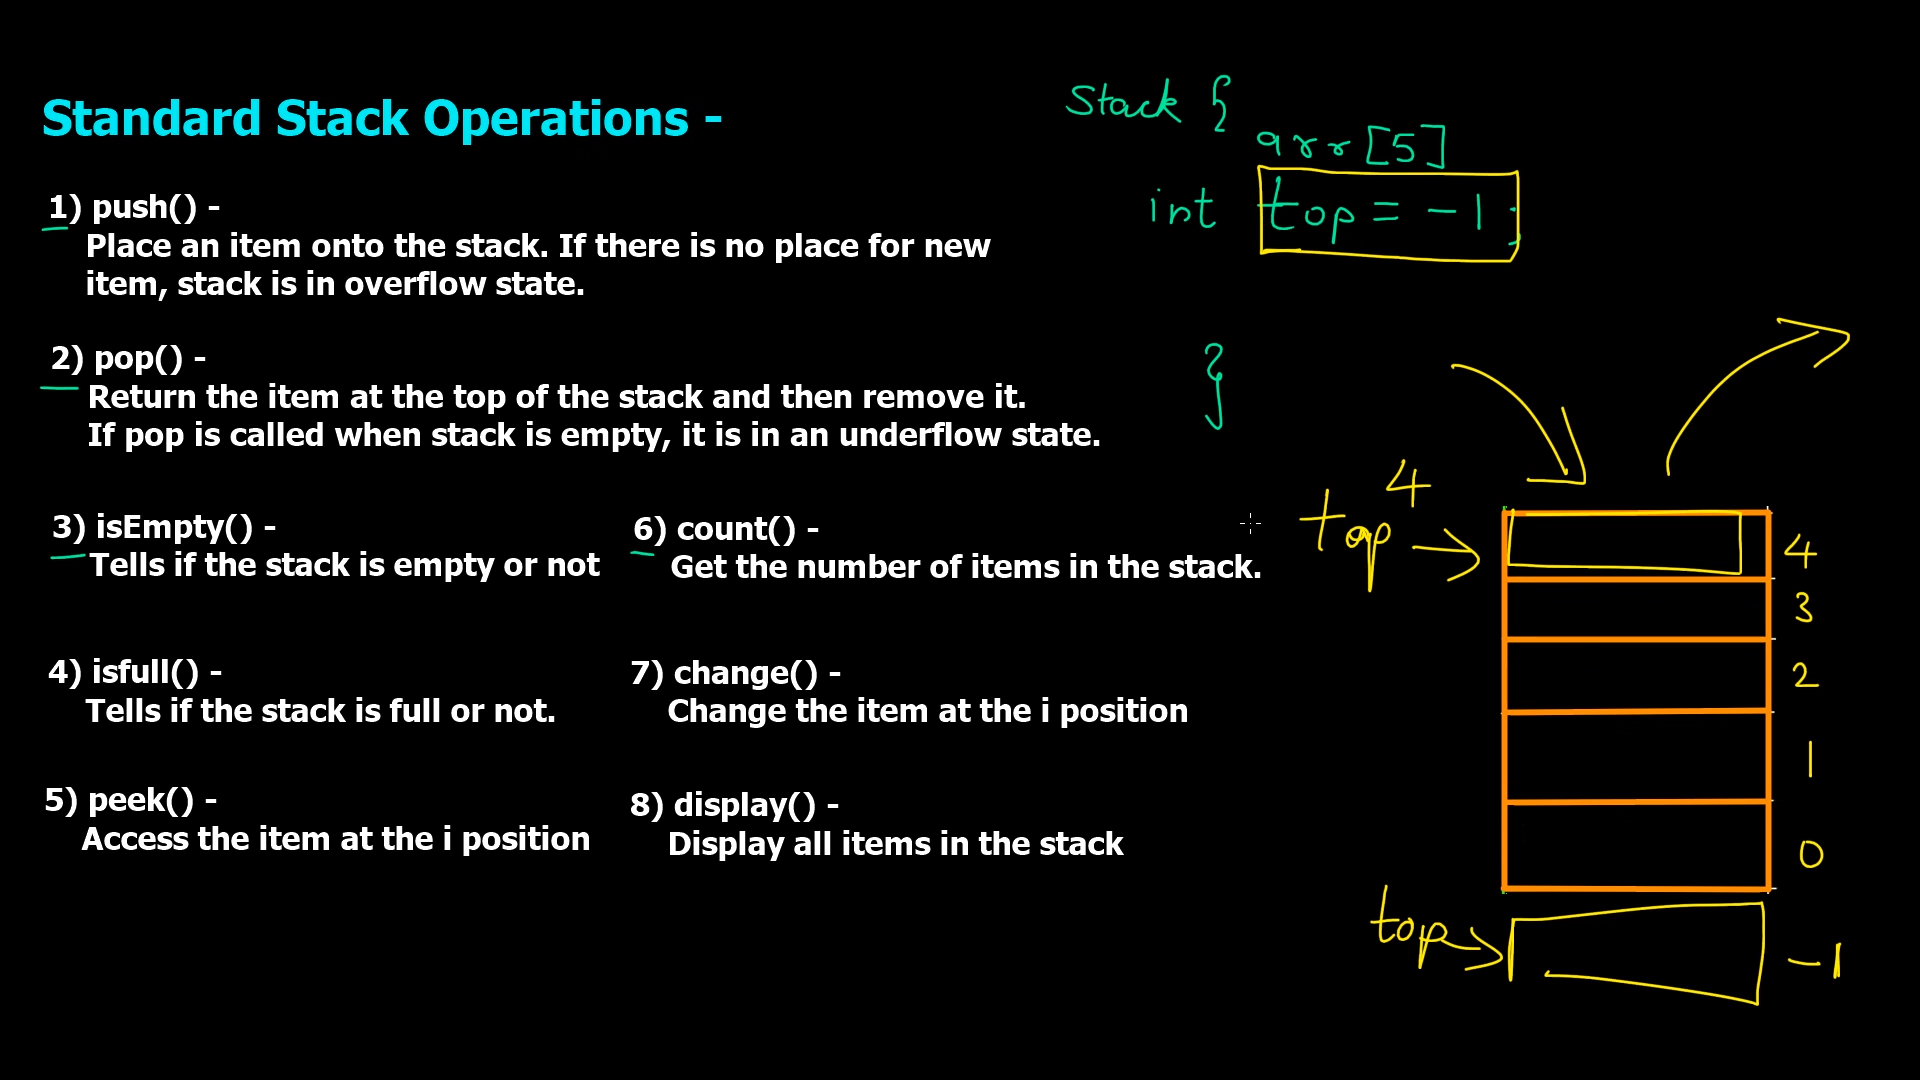 Standard Stack Operations -
1) push() -
Place an item onto the stack. If there is no place for new
item, stack is in overflow state.
2) pop() -
Return the item at the top of the stack and then remove it.
If pop is called when stack is empty, it is in an underflow state.
3) isEmpty() -
Tells if the stack is empty or not
4) isfull() -
Tells if the stack is full or not.
5) peek() -
Access the item at the i position
6) count() -
Get the number of items in the stack.
7) change() -
Change the item at the i position
8) display() -
Display all items in the stack
Stack {
arr[5]
int top = -1;
}
4
top
4
3
2
1
0
top
-1